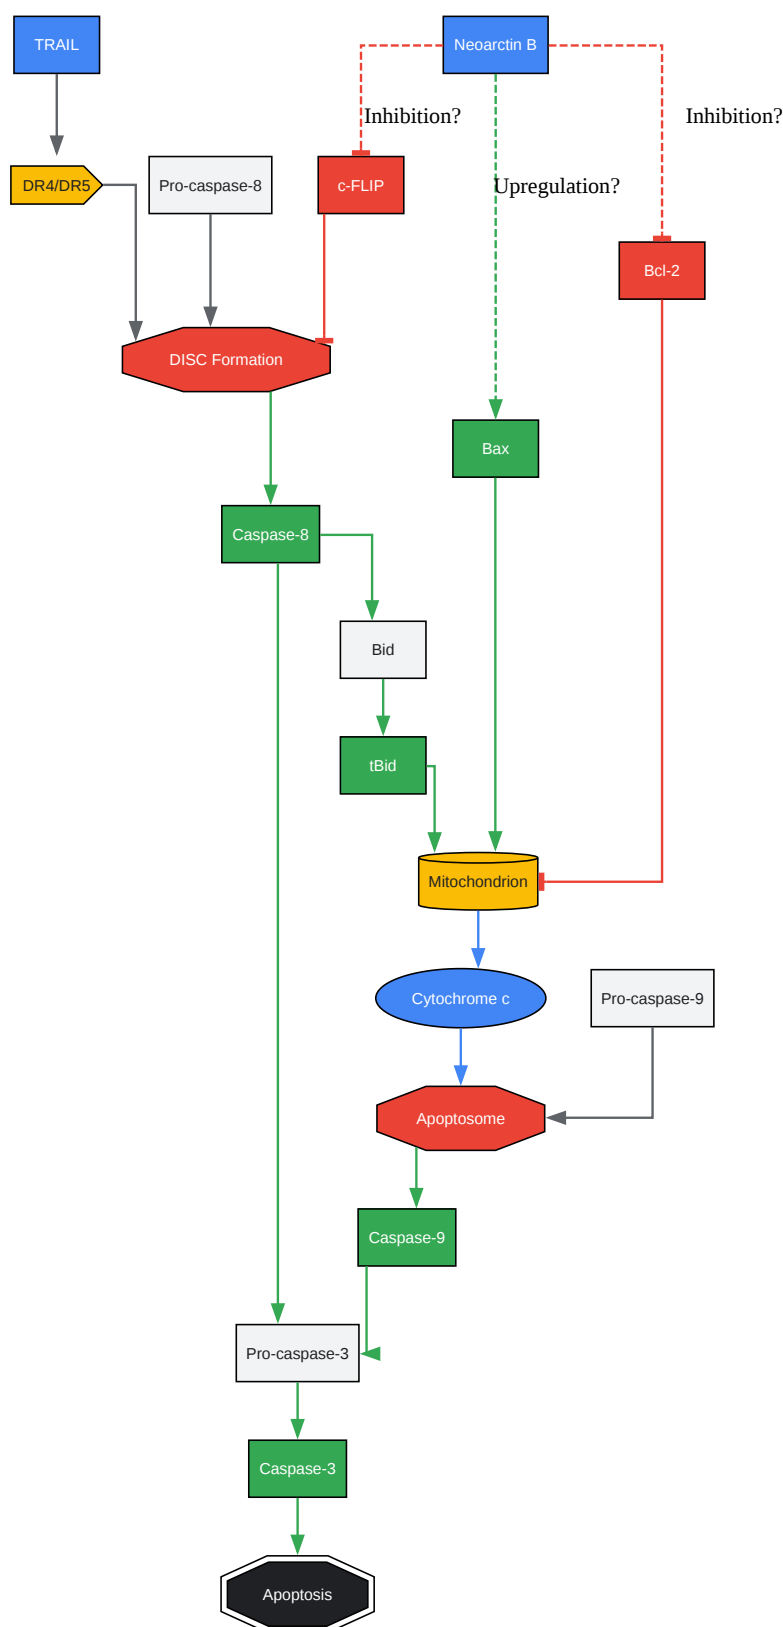 TRAIL
Neoarctin B
Inhibition?
Inhibition?
DR4/DR5
Pro-caspase-8
c-FLIP
Upregulation?
Bcl-2
DISC Formation
Bax
Caspase-8
Bid
tBid
Mitochondrion
Cytochrome c
Pro-caspase-9
Apoptosome
Caspase-9
Pro-caspase-3
Caspase-3
Apoptosis